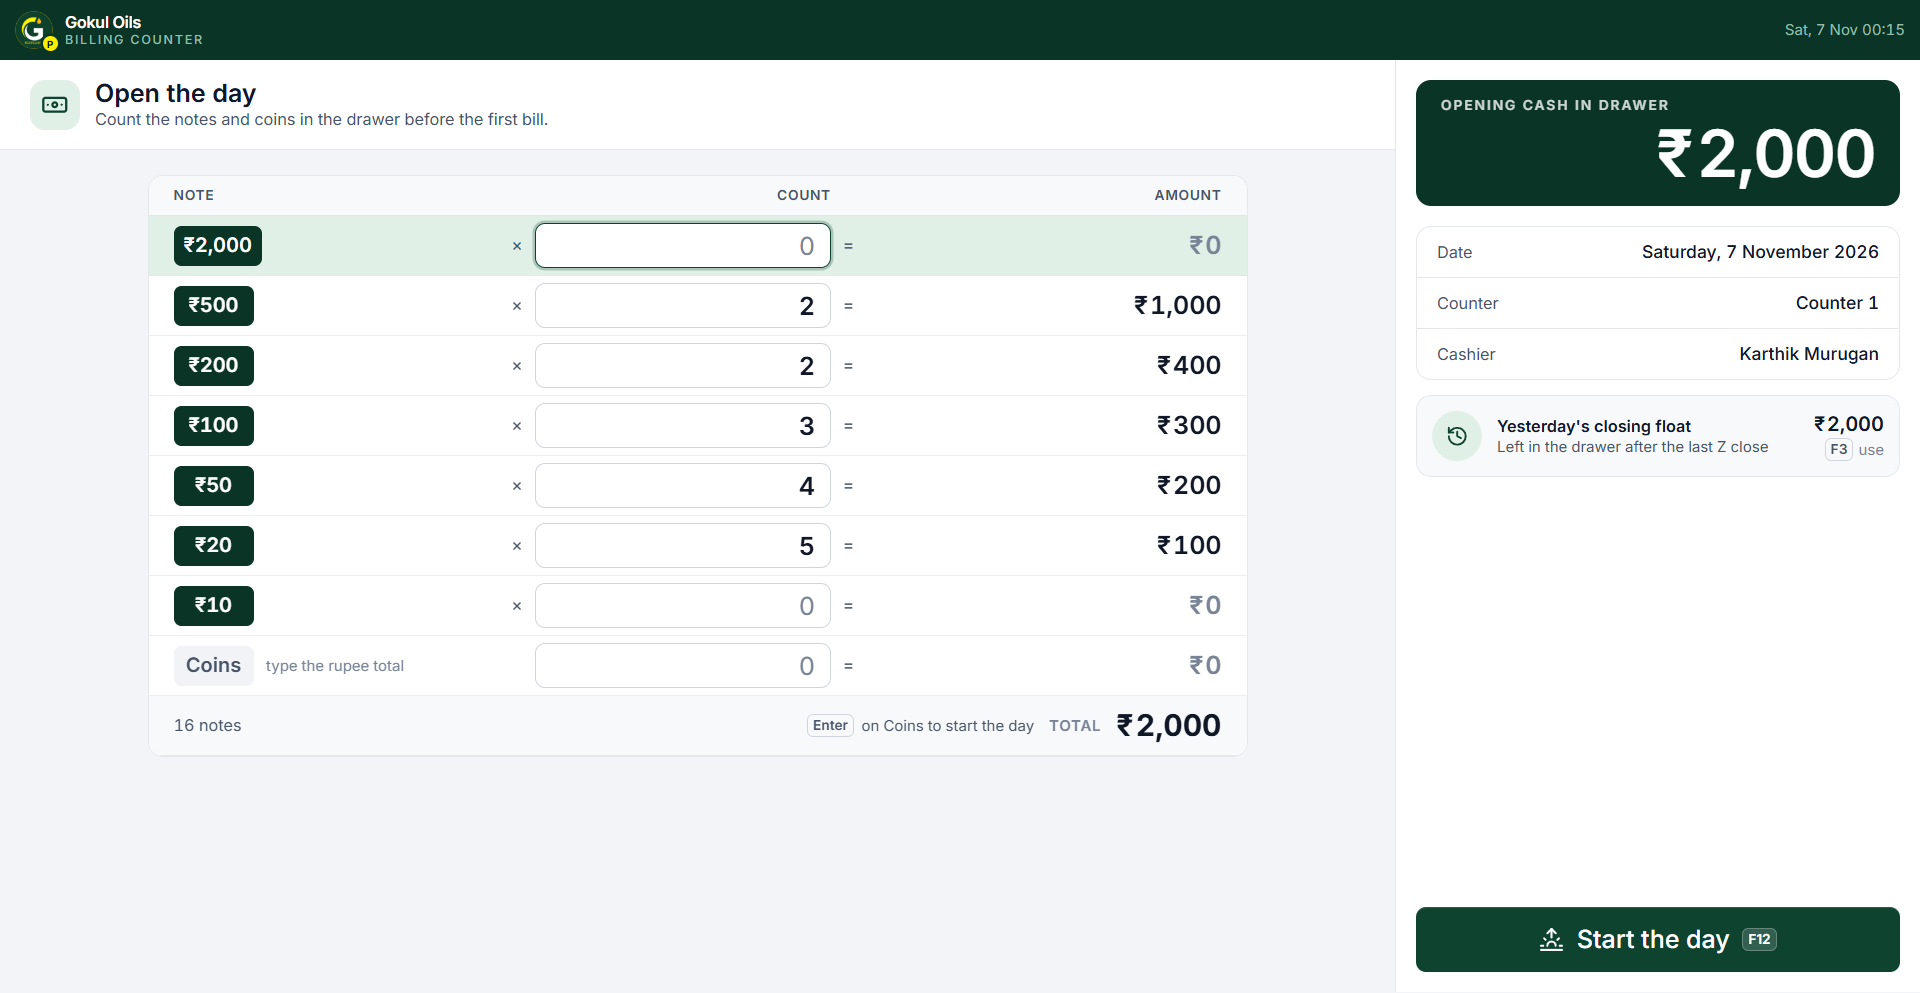 Gokul Oils
BILLING COUNTER
P
Sat, 7 Nov 00:15
Open the day
Count the notes and coins in the drawer before the first bill.
NOTE COUNT AMOUNT
₹2,000 × 0 = ₹0
₹500 × 2 = ₹1,000
₹200 × 2 = ₹400
₹100 × 3 = ₹300
₹50 × 4 = ₹200
₹20 × 5 = ₹100
₹10 × 0 = ₹0
Coins type the rupee total 0 = ₹0
16 notes Enter on Coins to start the day TOTAL ₹2,000
OPENING CASH IN DRAWER
₹2,000
Date Saturday, 7 November 2026
Counter Counter 1
Cashier Karthik Murugan
Yesterday's closing float ₹2,000
Left in the drawer after the last Z close F3 use
Start the day F12